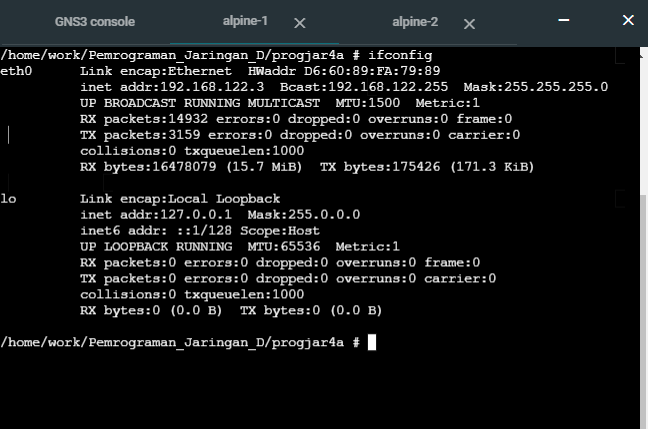 GNS3 console alpine-1 alpine-2
/home/work/Pemrograman_Jaringan_D/progjar4a # ifconfig
eth0 Link encap:Ethernet HWaddr D6:60:89:FA:79:89
inet addr:192.168.122.3 Bcast:192.168.122.255 Mask:255.255.255.0
UP BROADCAST RUNNING MULTICAST MTU:1500 Metric:1
RX packets:14932 errors:0 dropped:0 overruns:0 frame:0
TX packets:3159 errors:0 dropped:0 overruns:0 carrier:0
collisions:0 txqueuelen:1000
RX bytes:16478079 (15.7 MiB) TX bytes:175426 (171.3 KiB)
lo Link encap:Local Loopback
inet addr:127.0.0.1 Mask:255.0.0.0
inet6 addr: ::1/128 Scope:Host
UP LOOPBACK RUNNING MTU:65536 Metric:1
RX packets:0 errors:0 dropped:0 overruns:0 frame:0
TX packets:0 errors:0 dropped:0 overruns:0 carrier:0
collisions:0 txqueuelen:1000
RX bytes:0 (0.0 B) TX bytes:0 (0.0 B)
/home/work/Pemrograman_Jaringan_D/progjar4a #